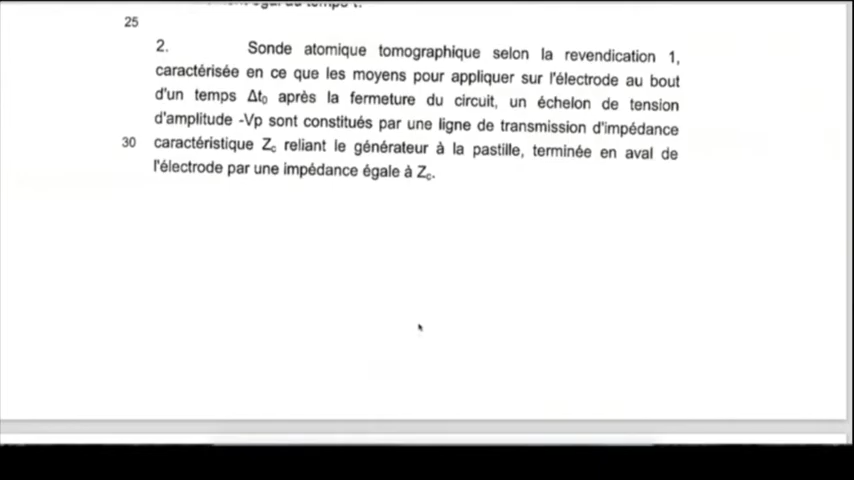 25
2. Sonde atomique tomographique selon la revendication 1,
caractérisée en ce que les moyens pour appliquer sur l'électrode au bout
d'un temps Δt₀ après la fermeture du circuit, un échelon de tension
d'amplitude -Vp sont constitués par une ligne de transmission d'impédance
30 caractéristique Zc reliant le générateur à la pastille, terminée en aval de
l'électrode par une impédance égale à Zc.